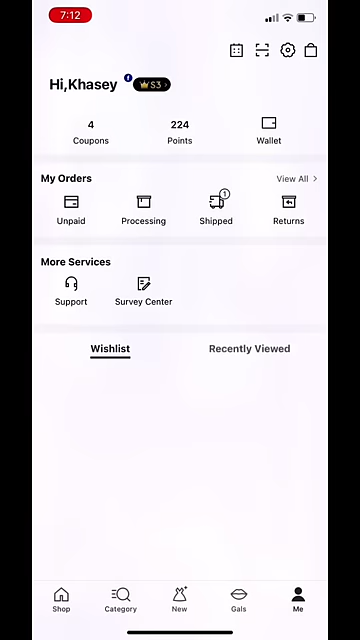 7:12
Hi,Khasey f S3 >
4 224
Coupons Points Wallet
My Orders View All >
1
Unpaid Processing Shipped Returns
More Services
Support Survey Center
Wishlist Recently Viewed
Shop Category New Gals Me